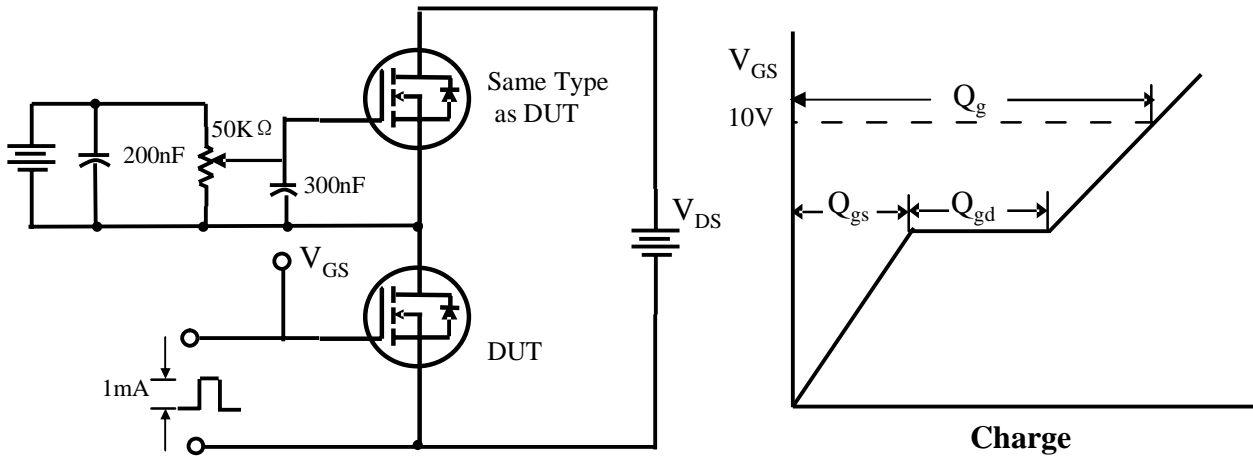 Same Type
as DUT
50KΩ
200nF
300nF
V_DS
V_GS
DUT
1mA
V_GS
10V
Q_g
Q_gs
Q_gd
Charge